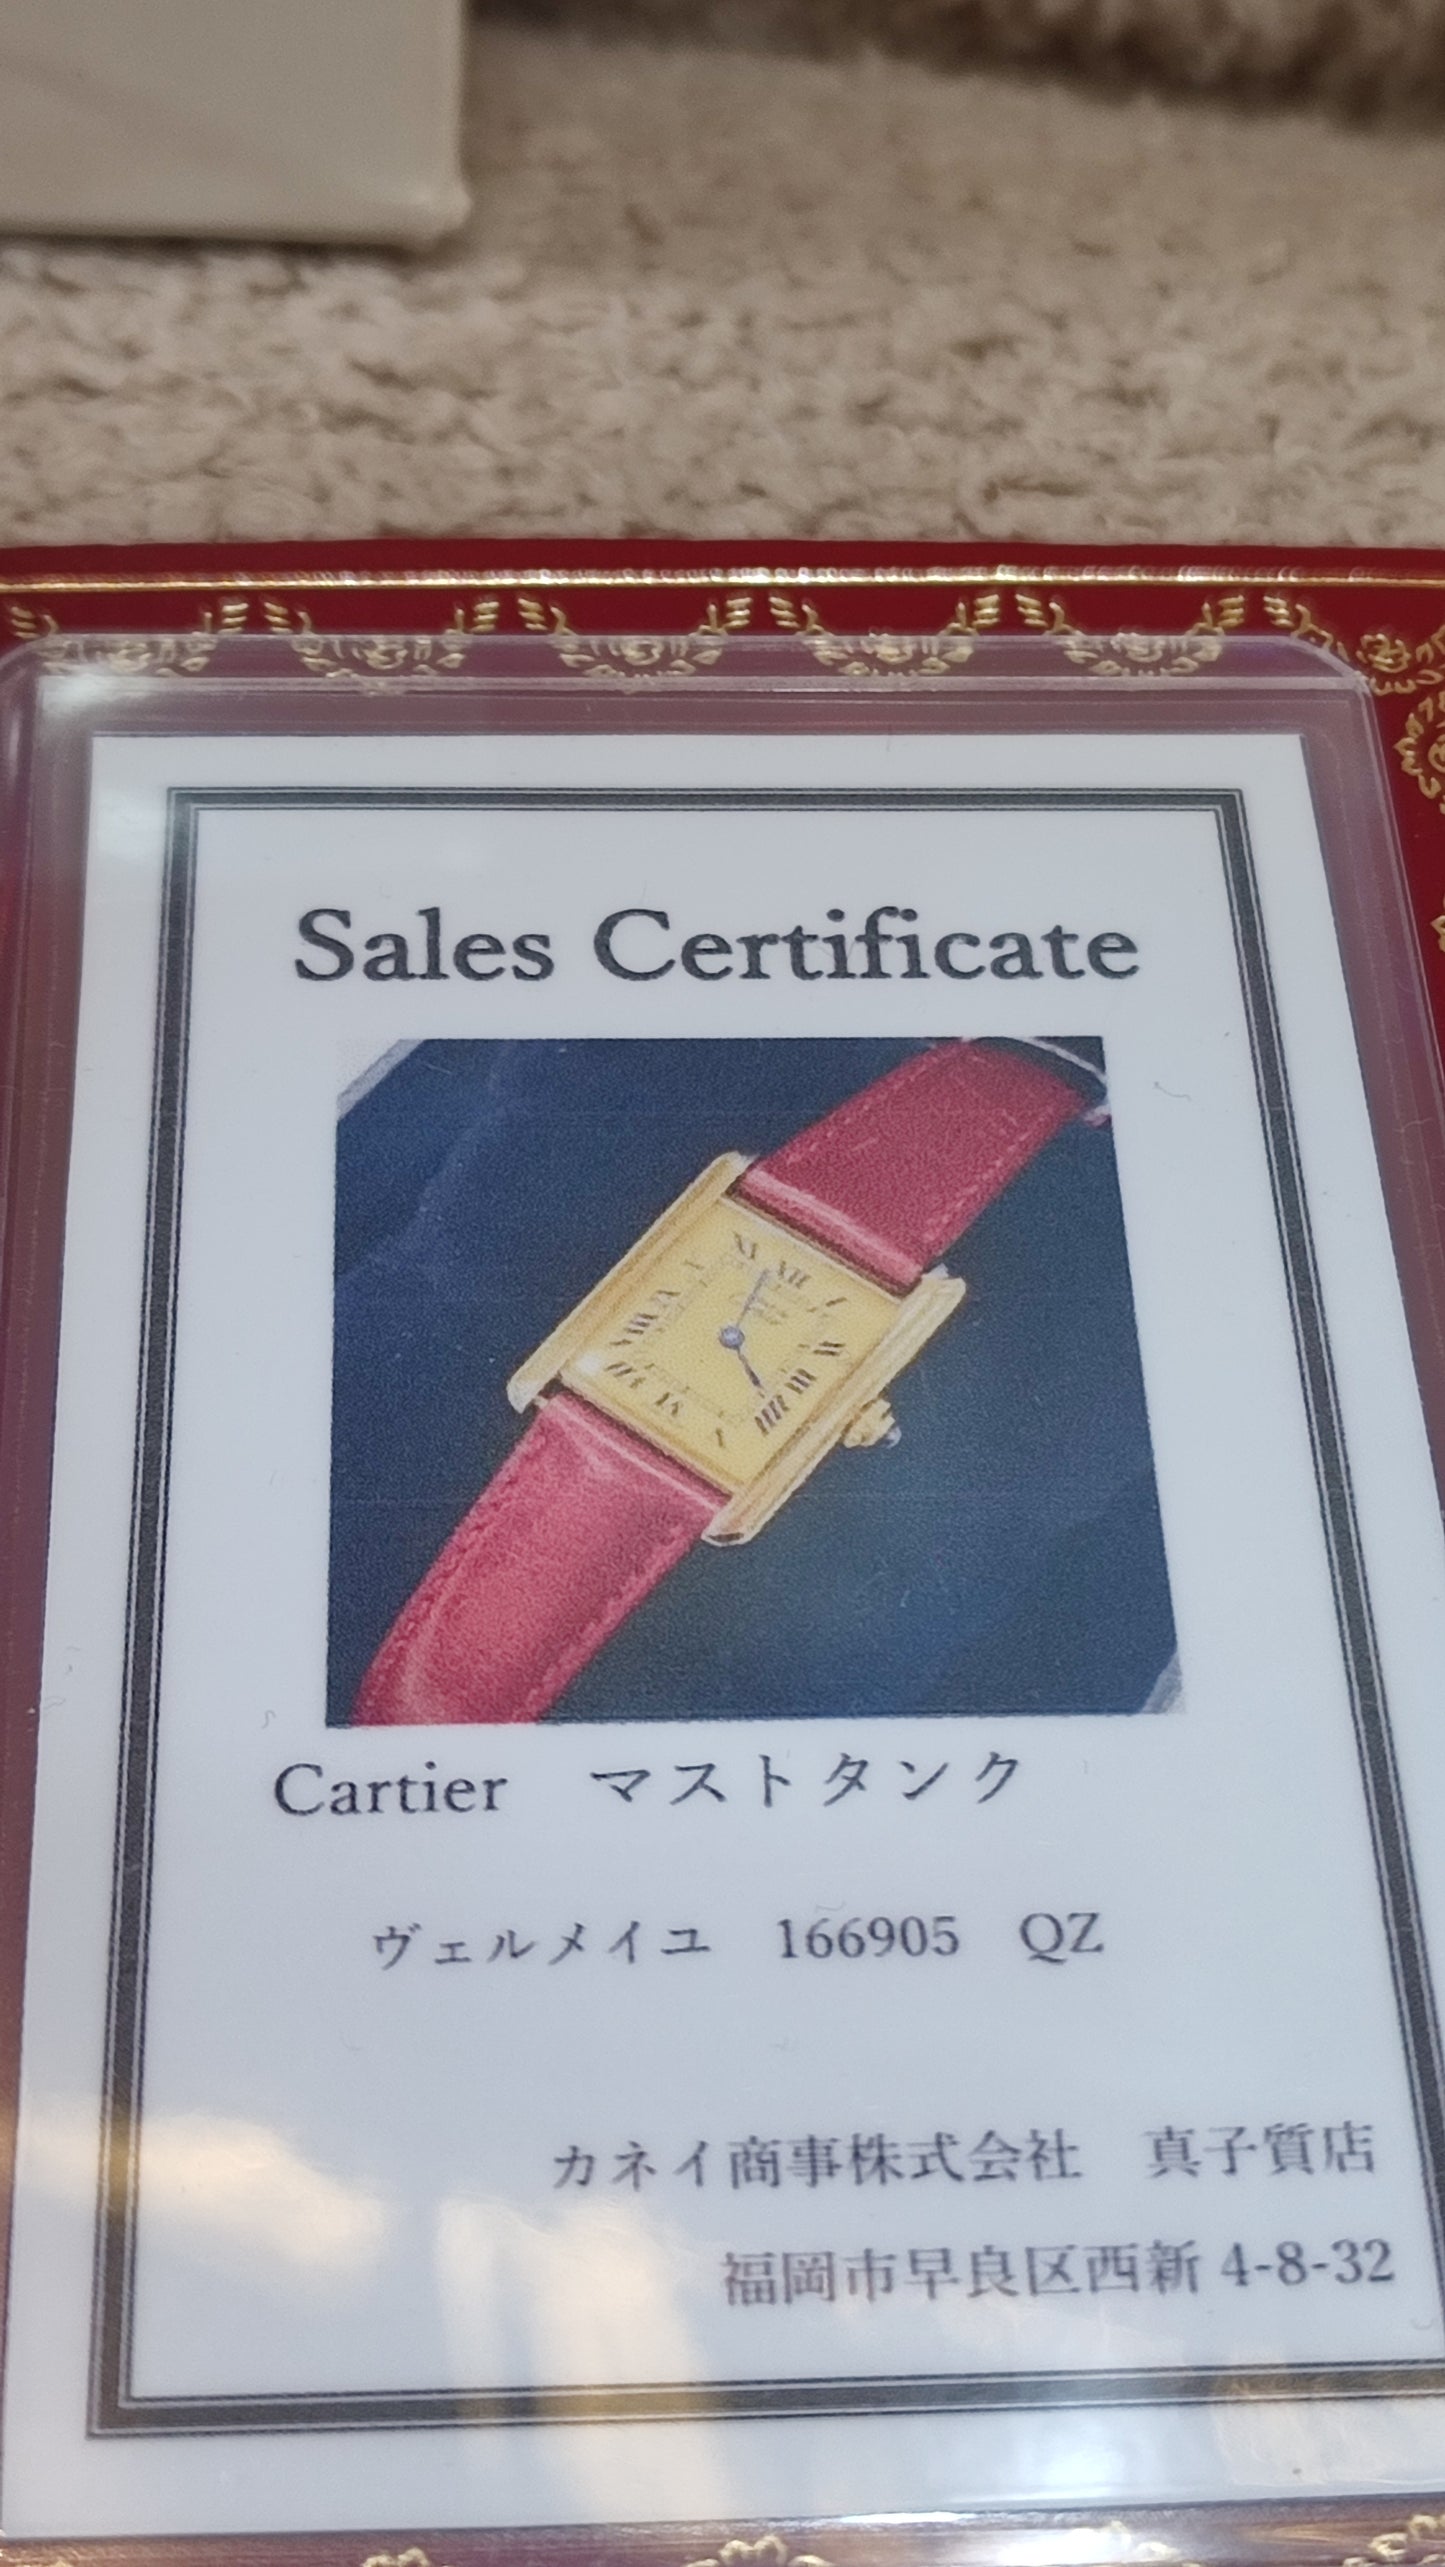 Sales Certificate
Cartier　マストタンク
ヴェルメイユ　166905　QZ
カネイ商事株式会社　真子質店
福岡市早良区西新 4-8-32